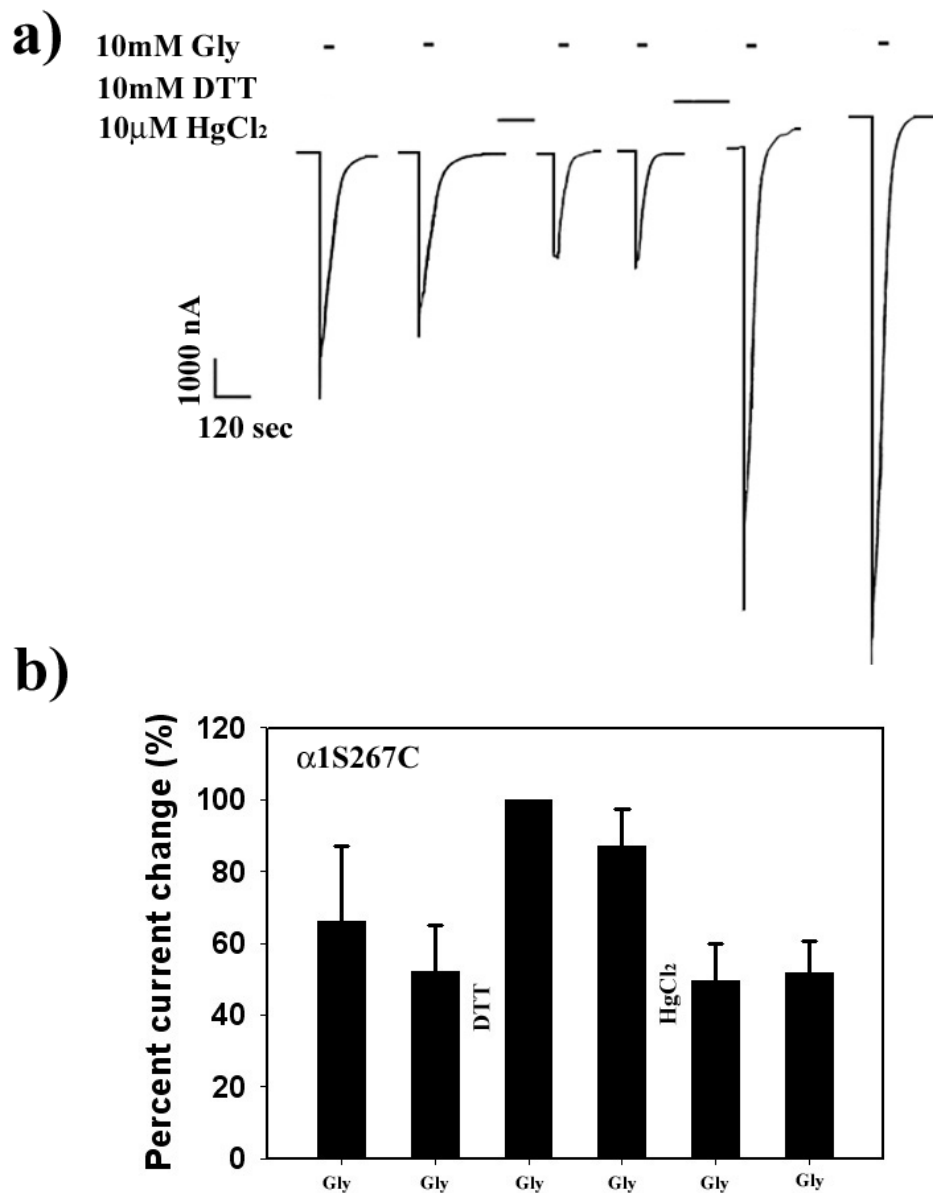 a)
10mM Gly
10mM DTT
10μM HgCl₂
1000 nA
120 sec
b)
Percent current change (%)
120
100
80
60
40
20
0
α1S267C
DTT
HgCl₂
Gly Gly Gly Gly Gly Gly